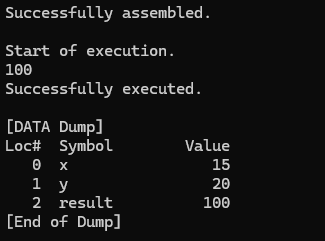 Successfully assembled.
Start of execution.
100
Successfully executed.
[DATA Dump]
Loc#  Symbol         Value
   0  x                 15
   1  y                 20
   2  result           100
[End of Dump]